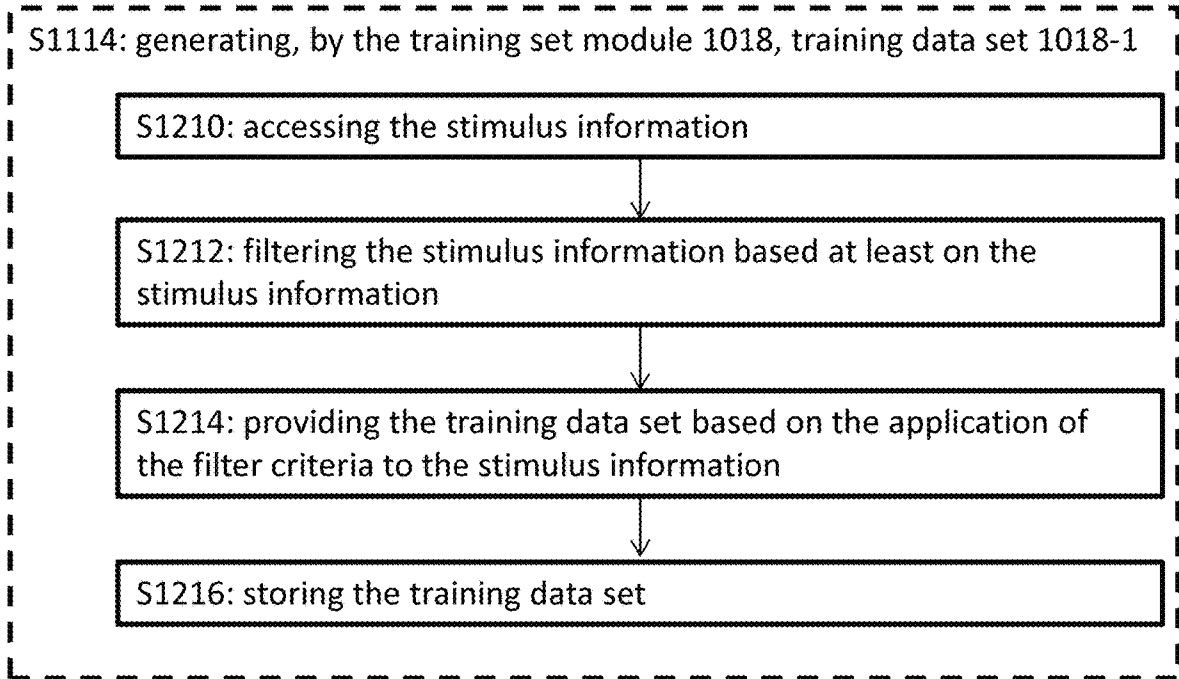 S1114: generating, by the training set module 1018, training data set 1018-1
S1210: accessing the stimulus information
S1212: filtering the stimulus information based at least on the
stimulus information
S1214: providing the training data set based on the application of
the filter criteria to the stimulus information
S1216: storing the training data set